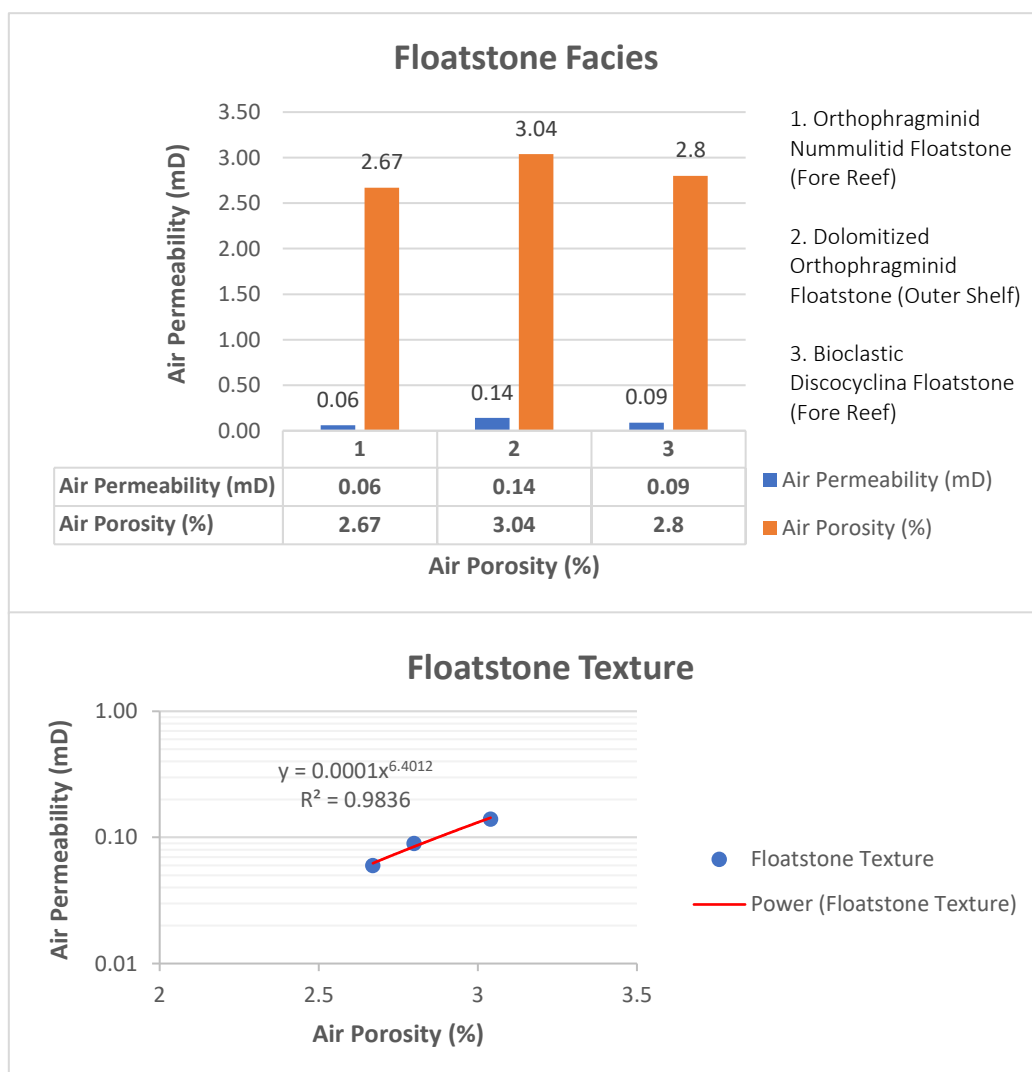 Floatstone Facies
Air Permeability (mD)
3.50
3.00
2.50
2.00
1.50
1.00
0.50
0.00
2.67
3.04
2.8
0.06
0.14
0.09
1 2 3
Air Permeability (mD) 0.06 0.14 0.09
Air Porosity (%) 2.67 3.04 2.8
Air Porosity (%)
1. Orthophragminid
Nummulitid Floatstone
(Fore Reef)
2. Dolomitized
Orthophragminid
Floatstone (Outer Shelf)
3. Bioclastic
Discocyclina Floatstone
(Fore Reef)
Air Permeability (mD)
Air Porosity (%)
Floatstone Texture
Air Permeability (mD)
1.00
0.10
0.01
y = 0.0001x^6.4012
R² = 0.9836
2 2.5 3 3.5
Air Porosity (%)
Floatstone Texture
Power (Floatstone Texture)